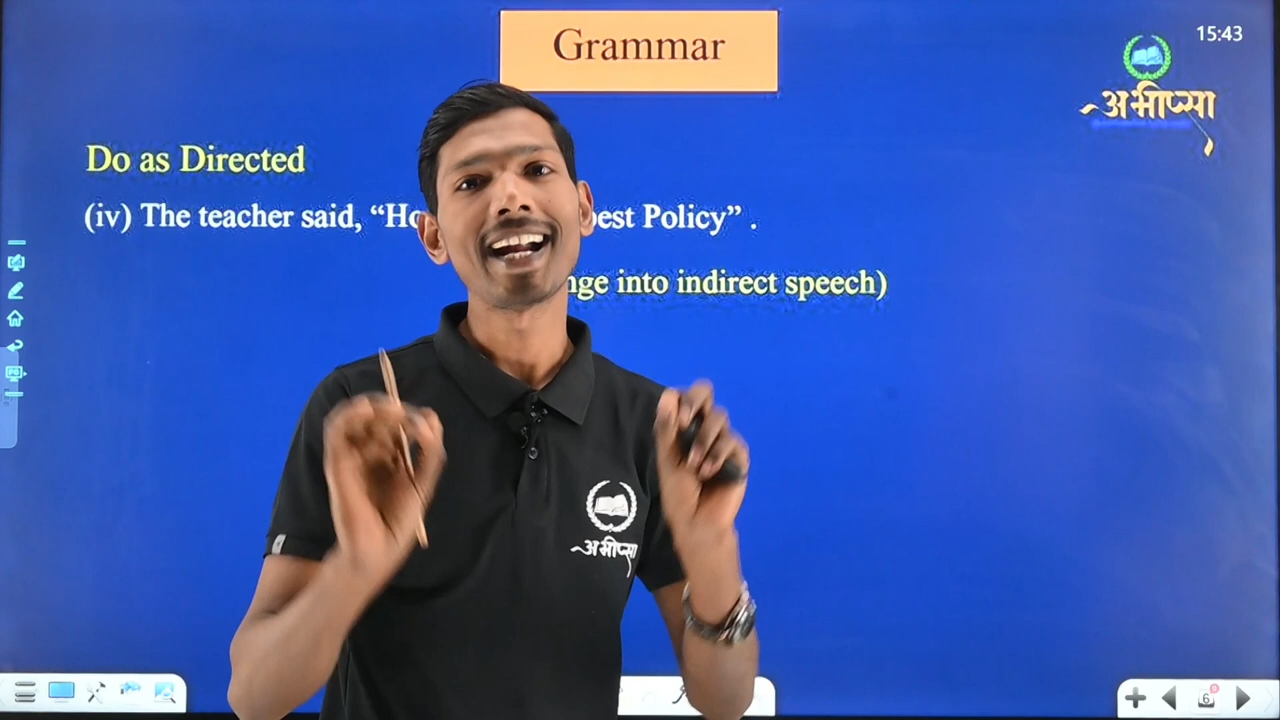 Grammar
15:43
अभीप्सा
Do as Directed
(iv) The teacher said, “Ho best Policy” .
nge into indirect speech)
अभीप्सा
6